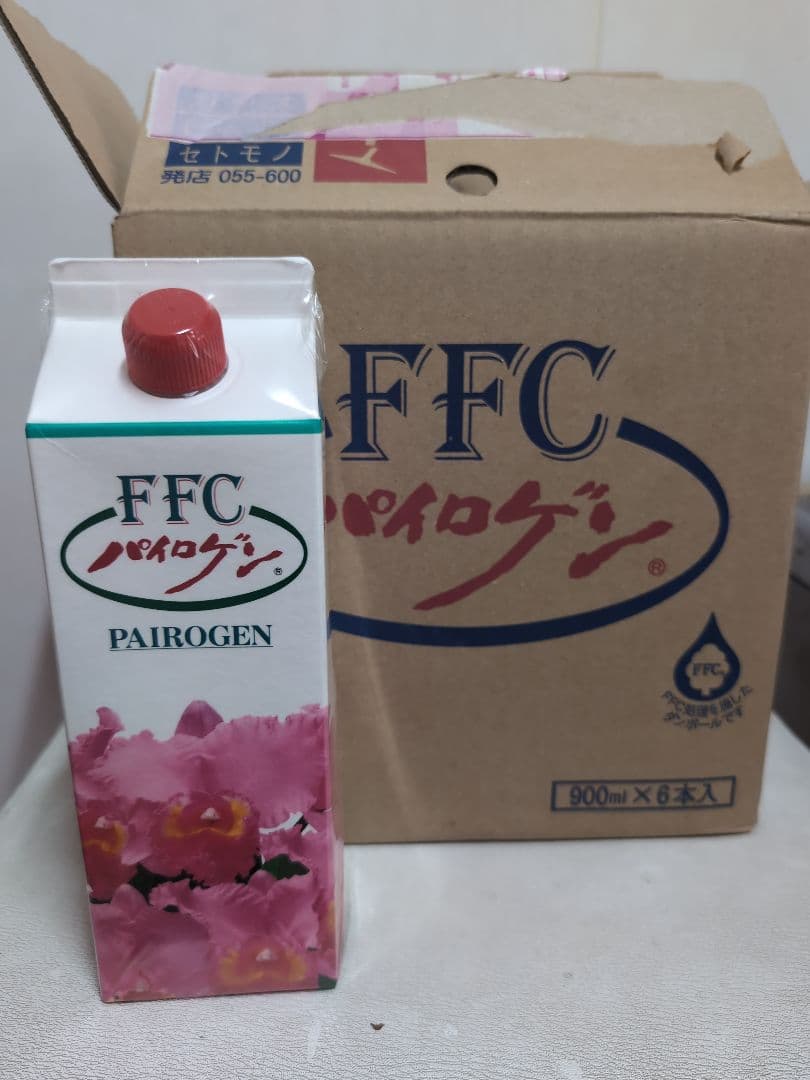 セトモノ
発店 055-600
FFC
パイロゲン
®
FFC
FFC処理を施した
ダンボールです
900ml×6本入
FFC
パイロゲン
®
PAIROGEN